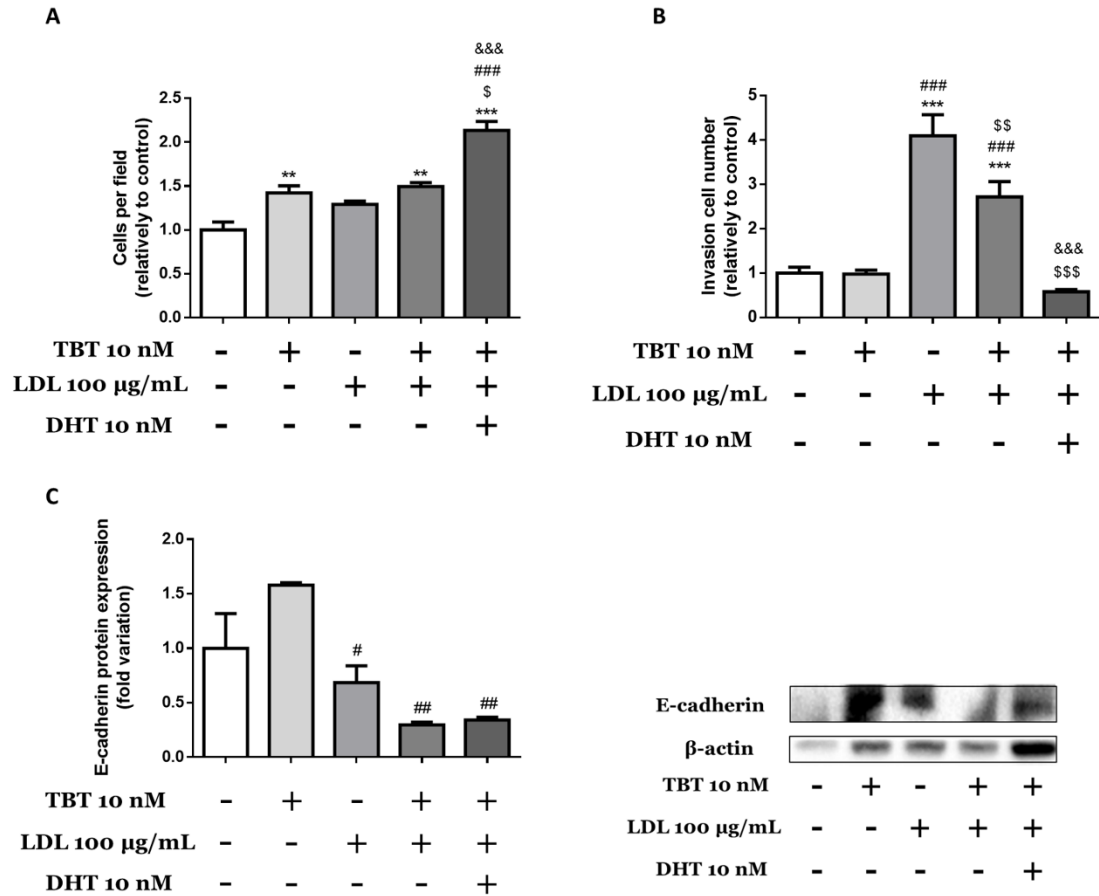 A
Cells per field
(relatively to control)
2.5
2.0
1.5
1.0
0.5
0.0
**
**
&&&
###
$
***
TBT 10 nM - + - + +
LDL 100 µg/mL - - + + +
DHT 10 nM - - - - +
B
Invasion cell number
(relatively to control)
5
4
3
2
1
0
###
***
$$
###
***
&&&
$$$
TBT 10 nM - + - + +
LDL 100 µg/mL - - + + +
DHT 10 nM - - - - +
C
E-cadherin protein expression
(fold variation)
2.0
1.5
1.0
0.5
0.0
#
##
##
TBT 10 nM - + - + +
LDL 100 µg/mL - - + + +
DHT 10 nM - - - - +
E-cadherin
β-actin
TBT 10 nM - + - + +
LDL 100 µg/mL - - + + +
DHT 10 nM - - - - +